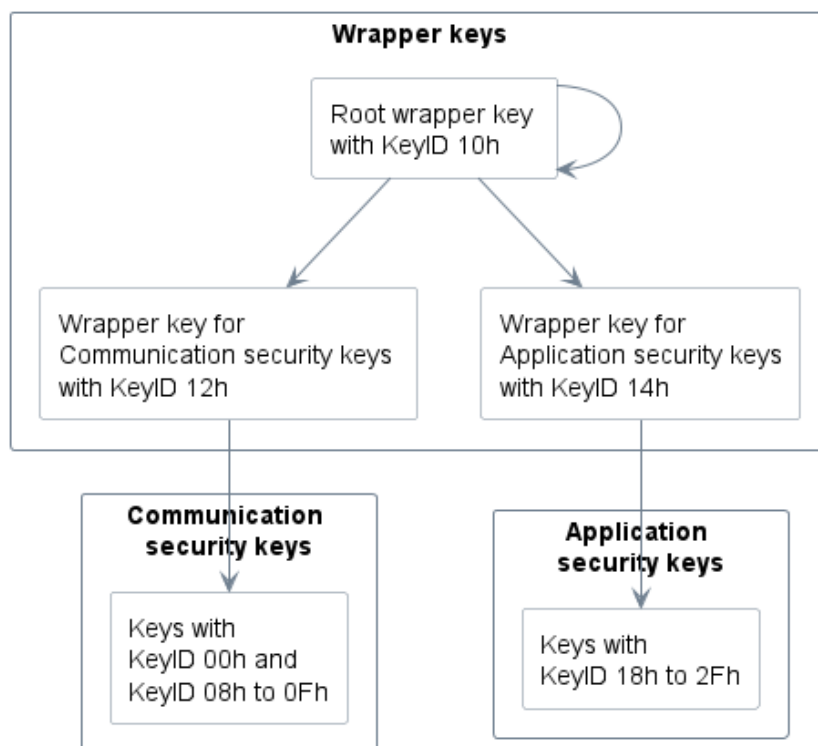 Wrapper keys
Root wrapper key
with KeyID 10h
Wrapper key for
Communication security keys
with KeyID 12h
Wrapper key for
Application security keys
with KeyID 14h
Communication
security keys
Keys with
KeyID 00h and
KeyID 08h to 0Fh
Application
security keys
Keys with
KeyID 18h to 2Fh